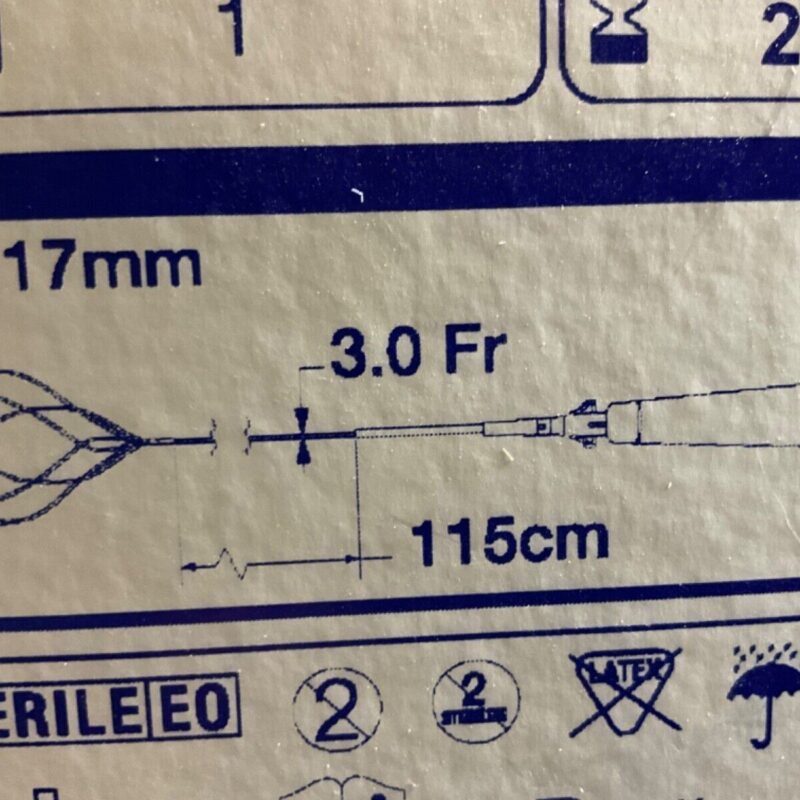 1
2
17mm
3.0 Fr
115cm
ERILE EO
2
2
STERILIZE
LATEX